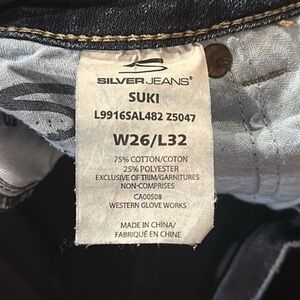 SILVER JEANS®
SUKI
L9916SAL482 Z5047
W26/L32
75% COTTON/COTON
25% POLYESTER
EXCLUSIVE OF TRIM/GARNITURES
NON-COMPRISES
CA00508
WESTERN GLOVE WORKS
MADE IN CHINA/
FABRIQUÉ EN CHINE